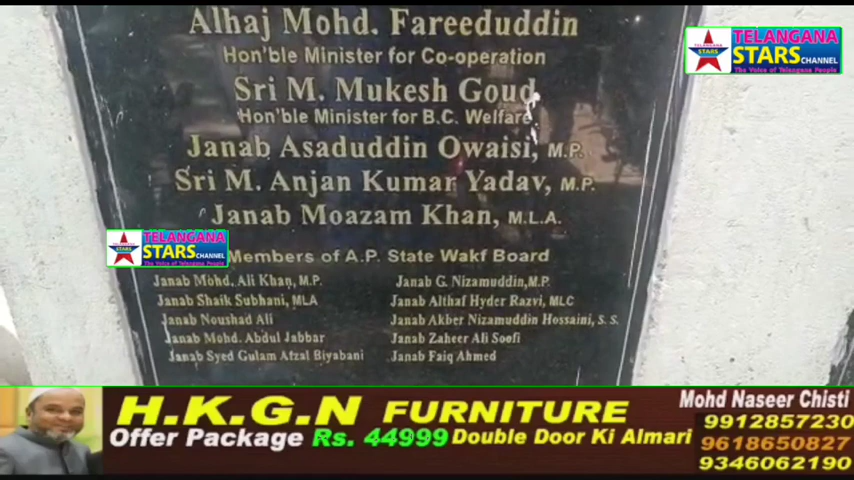 Alhaj Mohd. Fareeduddin
Hon'ble Minister for Co-operation
Sri M. Mukesh Goud
Hon'ble Minister for B.C. Welfare
Janab Asaduddin Owaisi, M.P.
Sri M. Anjan Kumar Yadav, M.P.
Janab Moazam Khan, M.L.A.
Members of A.P. State Wakf Board
Janab Mohd. Ali Khan, M.P.
Janab G. Nizamuddin, M.P.
Janab Shaik Subhani, MLA
Janab Althaf Hyder Razvi, MLC
Janab Noushad Ali
Janab Akber Nizamuddin Hossaini, S. S.
Janab Mohd. Abdul Jabbar
Janab Zaheer Ali Soofi
Janab Syed Gulam Afzal Biyabani
Janab Faiq Ahmed
TELANGANA
STARS CHANNEL
The Voice of Telangana People
TELANGANA
STARS CHANNEL
The Voice of Telangana People
H.K.G.N FURNITURE
Offer Package Rs. 44999 Double Door Ki Almari
Mohd Naseer Chisti
9912857230
9618650827
9346062190